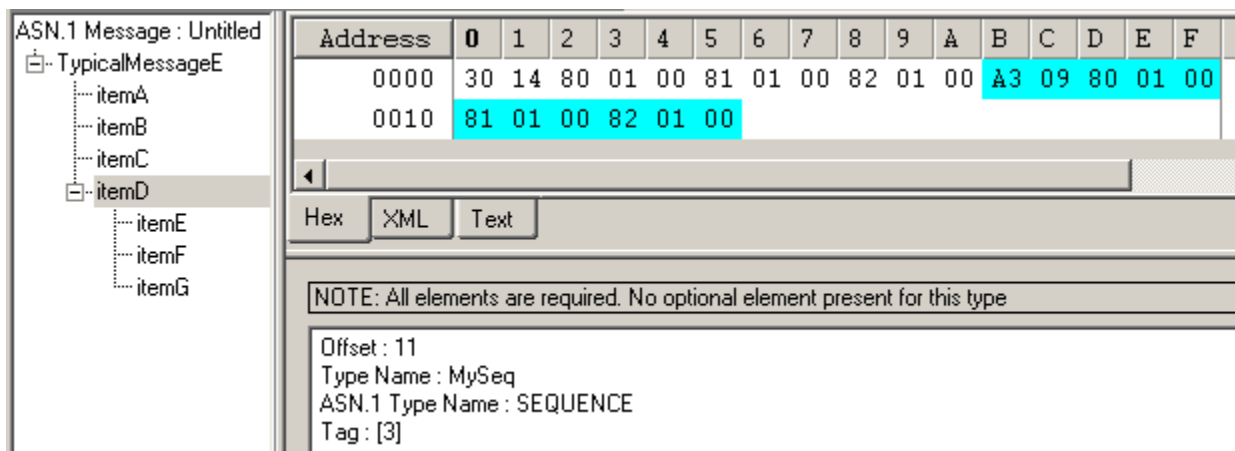 ASN.1 Message : Untitled
TypicalMessageE
itemA
itemB
itemC
itemD
itemE
itemF
itemG
Address 0 1 2 3 4 5 6 7 8 9 A B C D E F
0000 30 14 80 01 00 81 01 00 82 01 00 A3 09 80 01 00
0010 81 01 00 82 01 00
Hex XML Text
NOTE: All elements are required. No optional element present for this type
Offset : 11
Type Name : MySeq
ASN.1 Type Name : SEQUENCE
Tag : [3]